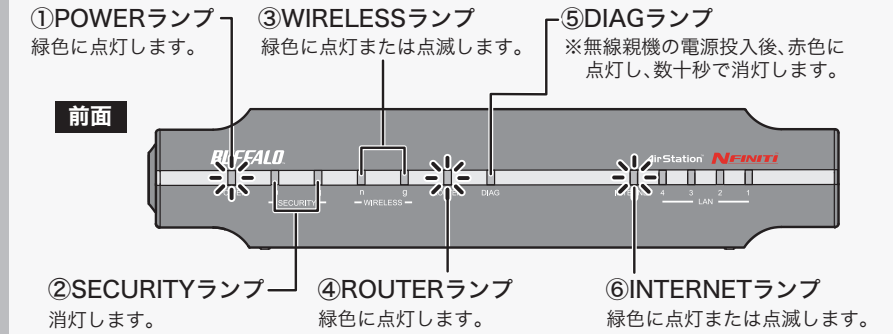 ①POWERランプ
緑色に点灯します。
③WIRELESSランプ
緑色に点灯または点滅します。
⑤DIAGランプ
※無線親機の電源投入後、赤色に
点灯し、数十秒で消灯します。
前面
BUFFALO
AirStation NFINITI
n
g
DIAG
4
3
2
1
SECURITY
WIRELESS
LAN
②SECURITYランプ
消灯します。
④ROUTERランプ
緑色に点灯します。
⑥INTERNETランプ
緑色に点灯または点滅します。